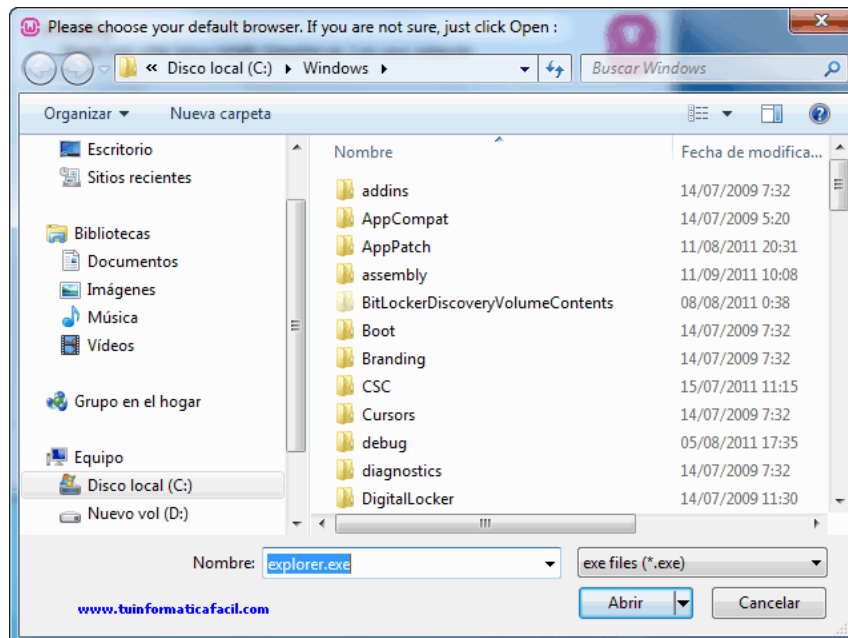 Please choose your default browser. If you are not sure, just click Open :
« Disco local (C:) Windows
Buscar Windows
Organizar
Nueva carpeta
Escritorio
Sitios recientes
Bibliotecas
Documentos
Imágenes
Música
Vídeos
Grupo en el hogar
Equipo
Disco local (C:)
Nuevo vol (D:)
Nombre Fecha de modifica...
addins 14/07/2009 7:32
AppCompat 14/07/2009 5:20
AppPatch 11/08/2011 20:31
assembly 11/09/2011 10:08
BitLockerDiscoveryVolumeContents 08/08/2011 0:38
Boot 14/07/2009 7:32
Branding 14/07/2009 7:32
CSC 15/07/2011 11:15
Cursors 14/07/2009 7:32
debug 05/08/2011 17:35
diagnostics 14/07/2009 7:32
DigitalLocker 14/07/2009 11:30
Nombre: explorer.exe exe files (*.exe)
www.tuinformaticafacil.com
Abrir Cancelar